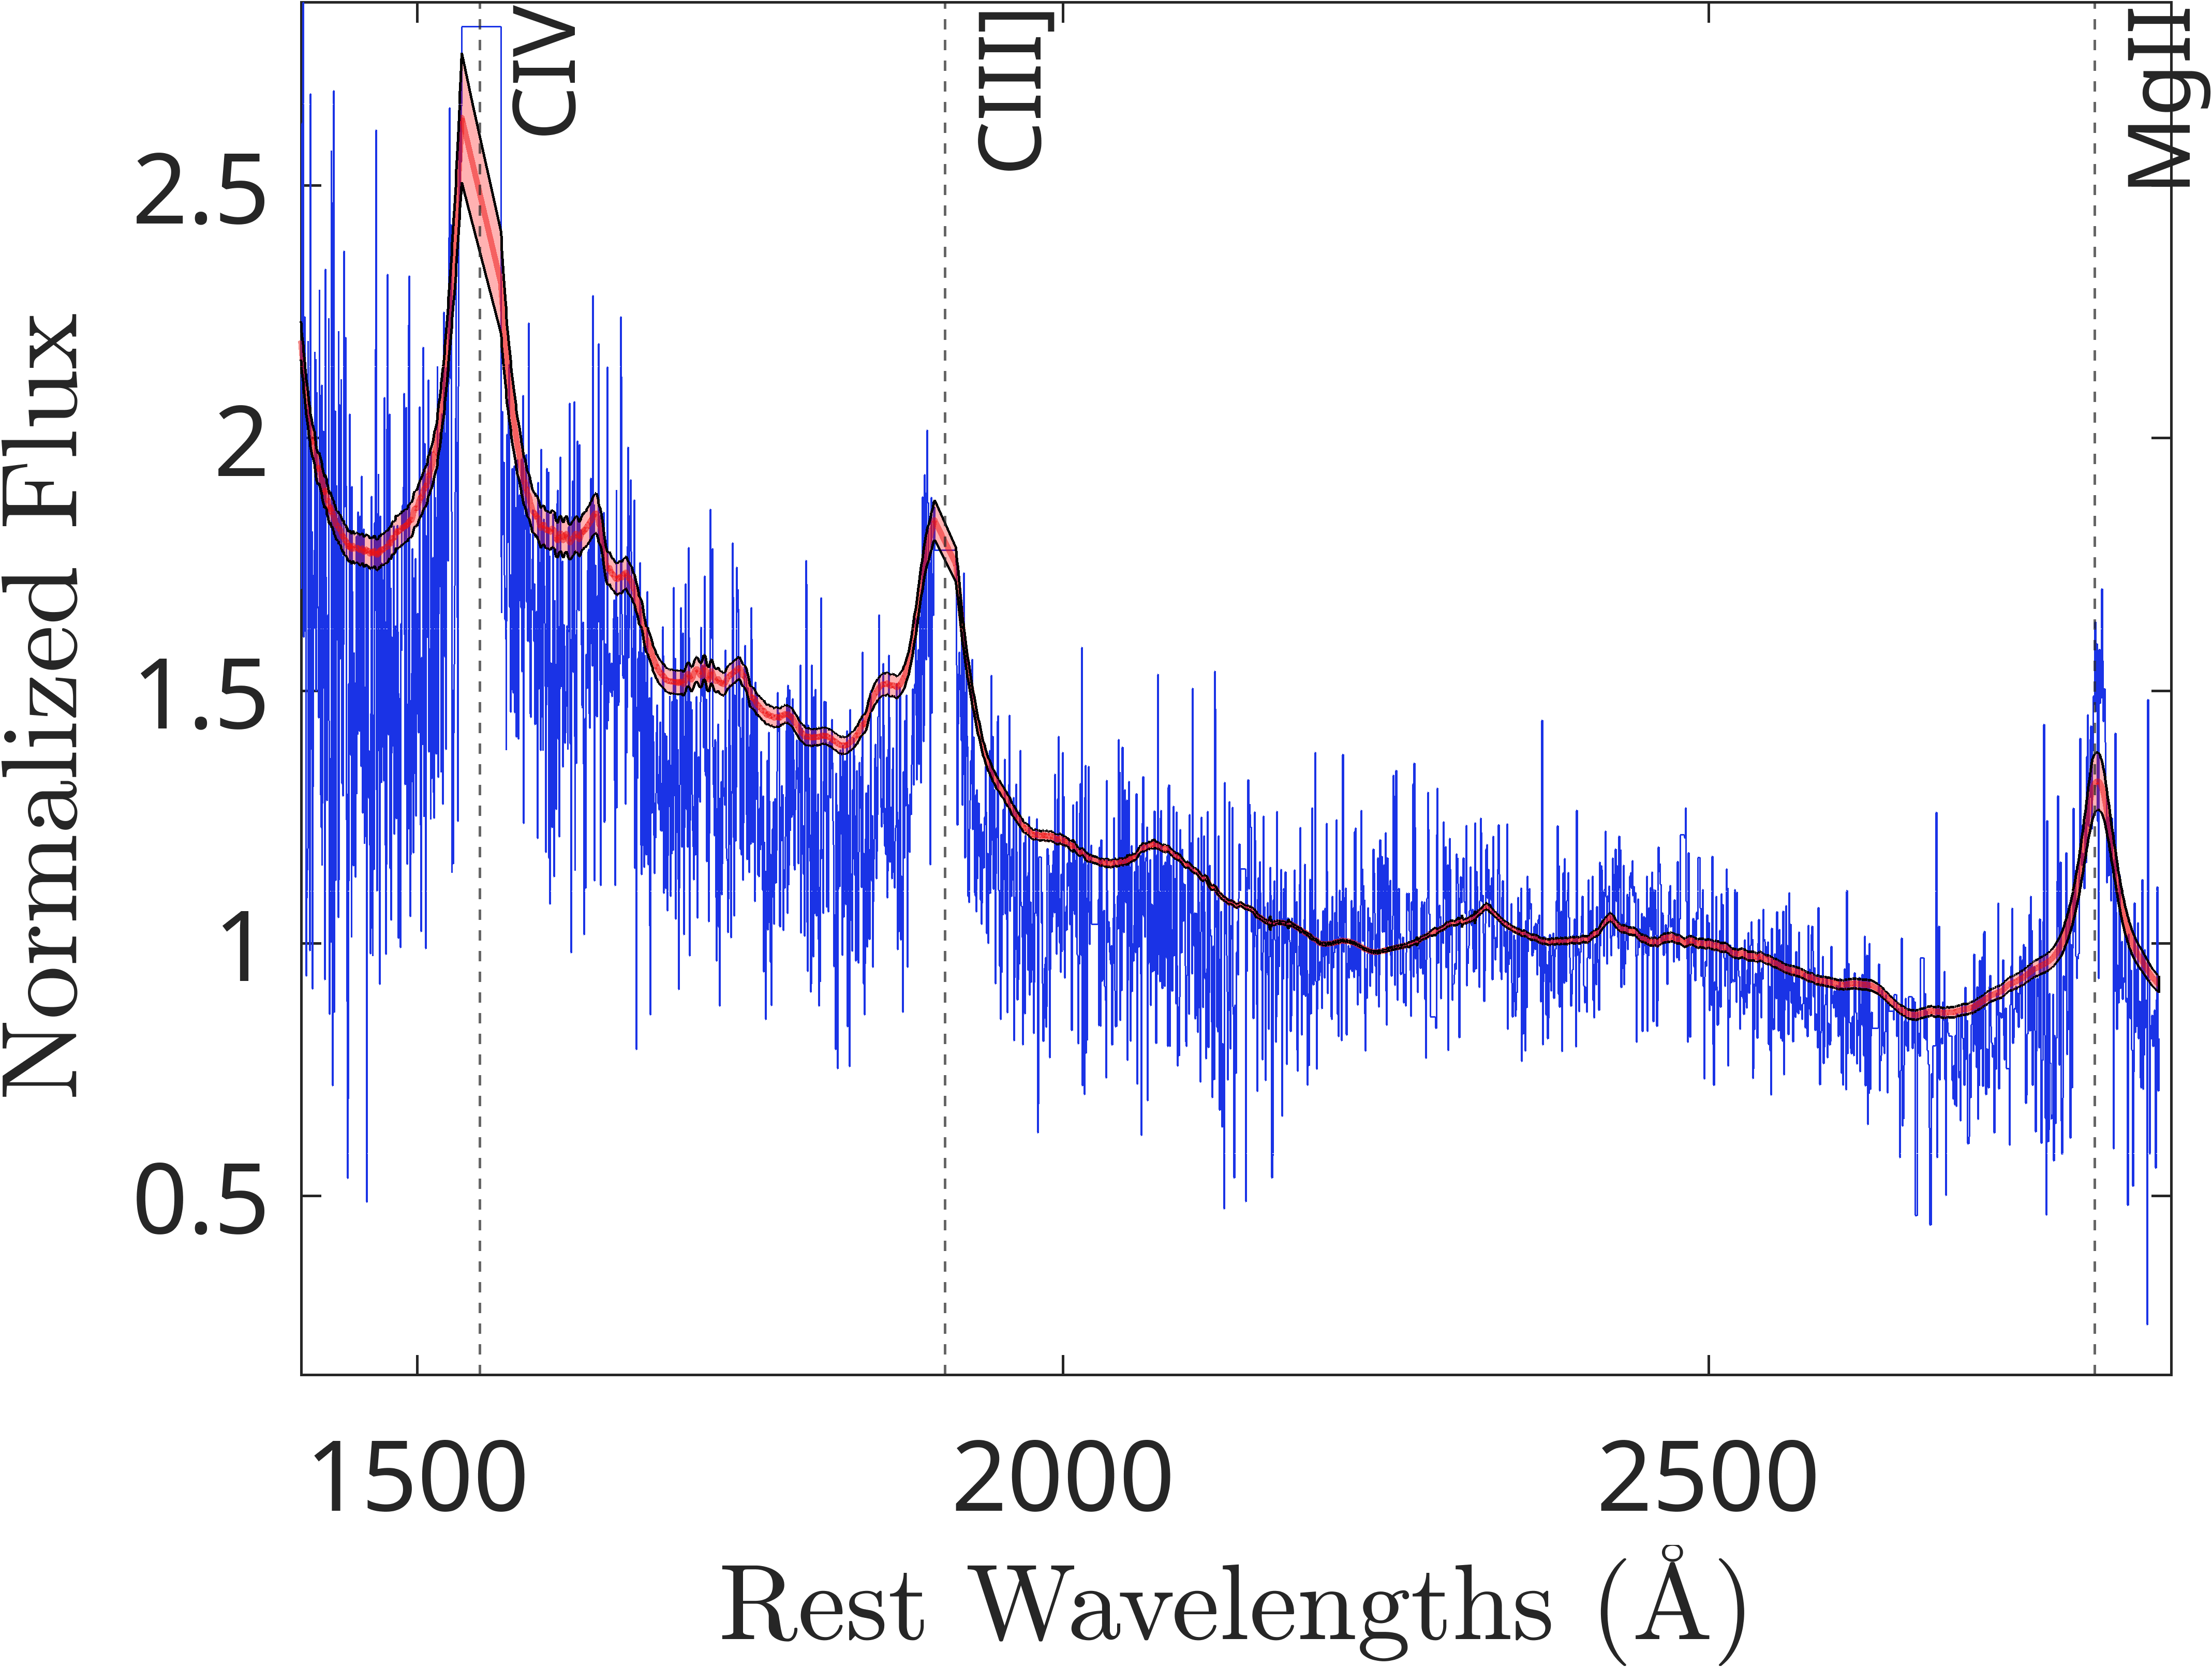 CIV
CIII]
MgII
2.5
2
1.5
1
0.5
Normalized Flux
1500
2000
2500
Rest Wavelengths (Å)